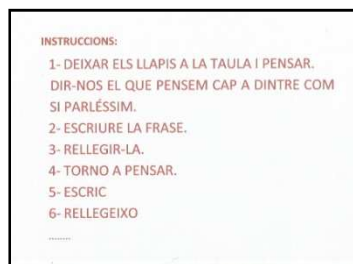 INSTRUCCIONS:
1- DEIXAR ELS LLAPIS A LA TAULA I PENSAR.
DIR-NOS EL QUE PENSEM CAP A DINTRE COM
SI PARLÉSSIM.
2- ESCRIURE LA FRASE.
3- RELLEGIR-LA.
4- TORNO A PENSAR.
5- ESCRIC
6- RELLEGEIXO
........